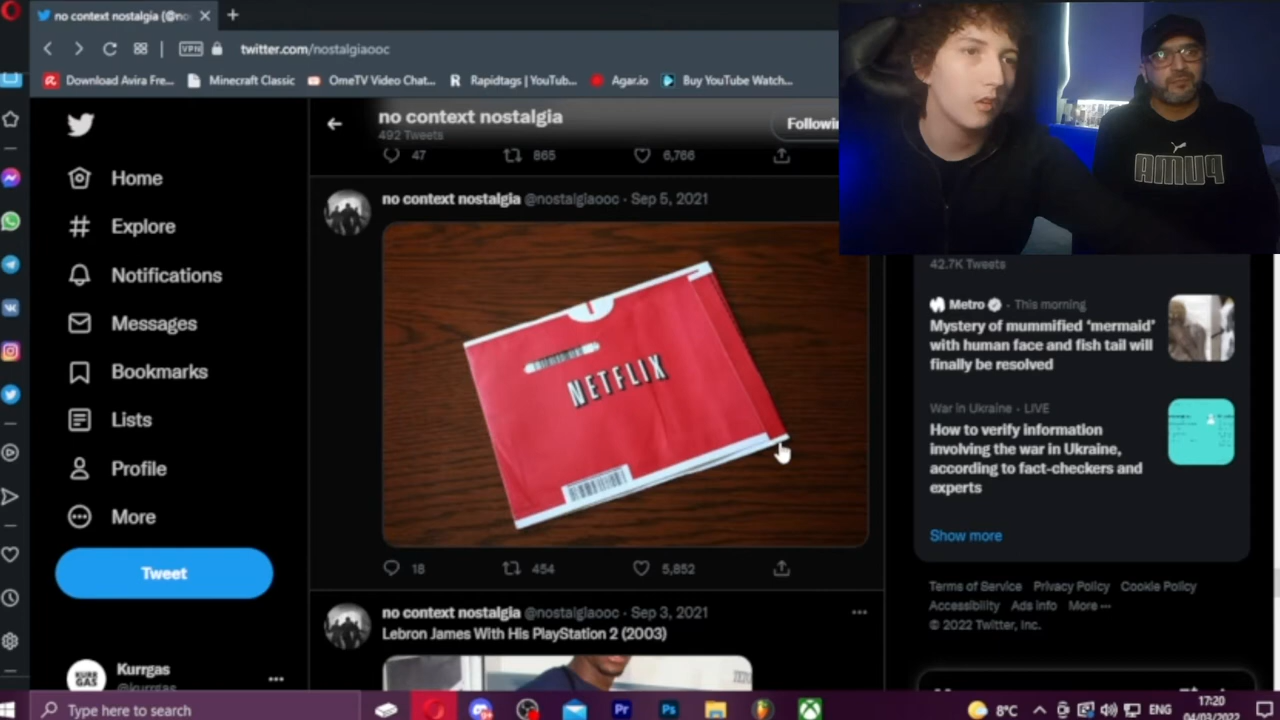 no context nostalgia (@no
twitter.com/nostalgiaooc
VPN
Download Avira Fre...
Minecraft Classic
OmeTV Video Chat...
Rapidtags | YouTub...
Agar.io
Buy YouTube Watch...
Home
Explore
Notifications
Messages
Bookmarks
Lists
Profile
More
Tweet
Kurrgas
@kurrgas
no context nostalgia
492 Tweets
Followin
47
865
6,766
no context nostalgia @nostalgiaooc · Sep 5, 2021
NETFLIX
18
454
5,852
no context nostalgia @nostalgiaooc · Sep 3, 2021
Lebron James With His PlayStation 2 (2003)
PUMA
42.7K Tweets
Metro · This morning
Mystery of mummified ‘mermaid’
with human face and fish tail will
finally be resolved
War in Ukraine · LIVE
How to verify information
involving the war in Ukraine,
according to fact-checkers and
experts
Show more
Terms of Service Privacy Policy Cookie Policy
Accessibility Ads info More ···
© 2022 Twitter, Inc.
Type here to search
8°C
ENG
17:20
04/03/2022